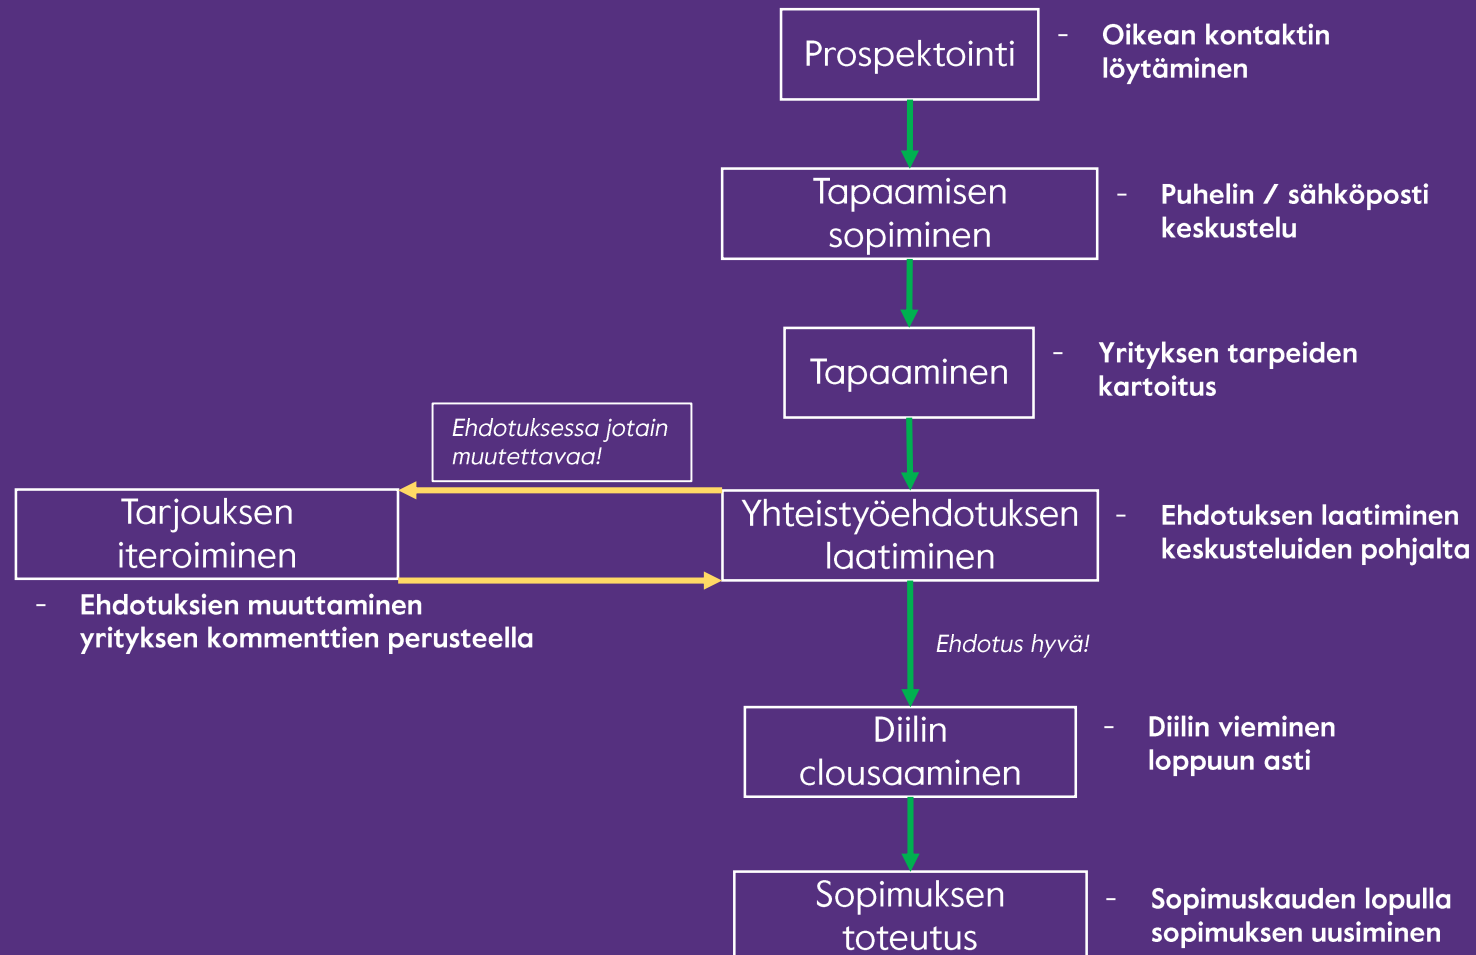 Prospektointi
- Oikean kontaktin
löytäminen
Tapaamisen
sopiminen
- Puhelin / sähköposti
keskustelu
Tapaaminen
- Yrityksen tarpeiden
kartoitus
Ehdotuksessa jotain
muutettavaa!
Tarjouksen
iteroiminen
- Ehdotuksien muuttaminen
yrityksen kommenttien perusteella
Yhteistyöehdotuksen
laatiminen
- Ehdotuksen laatiminen
keskusteluiden pohjalta
Ehdotus hyvä!
Diilin
clousaaminen
- Diilin vieminen
loppuun asti
Sopimuksen
toteutus
- Sopimuskauden lopulla
sopimuksen uusiminen